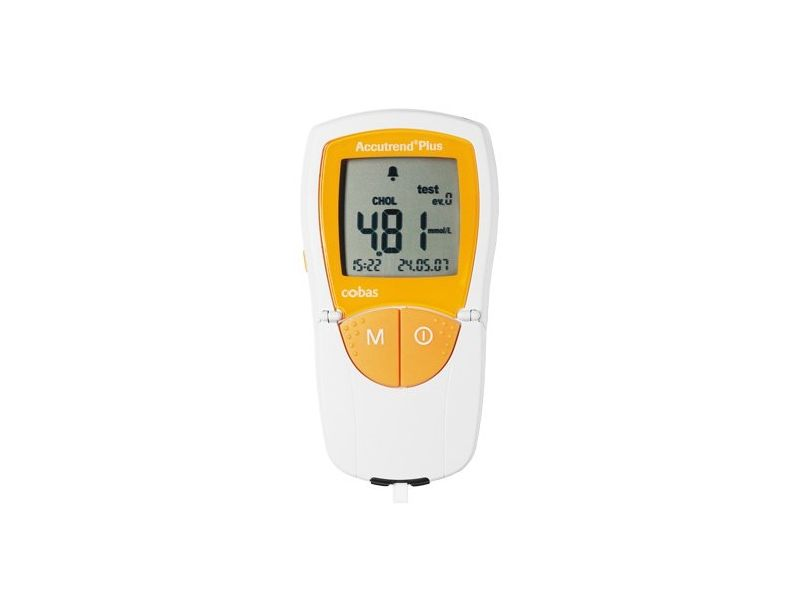 Accutrend®Plus
test
CHOL ev.0
4.81 mmol/L
15:22 24.05.07
cobas
M